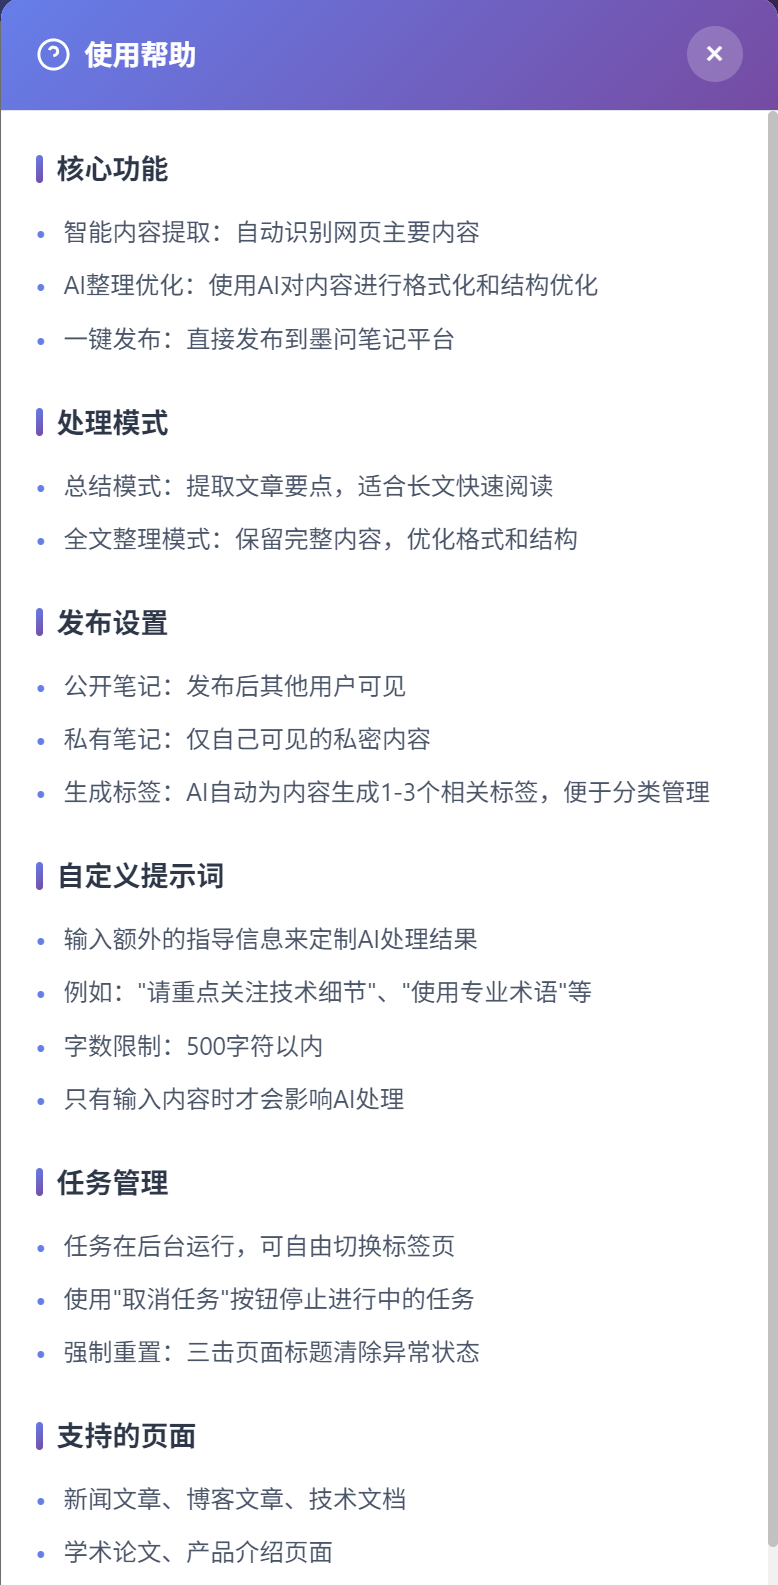 使用帮助
核心功能
智能内容提取：自动识别网页主要内容
AI整理优化：使用AI对内容进行格式化和结构优化
一键发布：直接发布到墨问笔记平台
处理模式
总结模式：提取文章要点，适合长文快速阅读
全文整理模式：保留完整内容，优化格式和结构
发布设置
公开笔记：发布后其他用户可见
私有笔记：仅自己可见的私密内容
生成标签：AI自动为内容生成1-3个相关标签，便于分类管理
自定义提示词
输入额外的指导信息来定制AI处理结果
例如："请重点关注技术细节"、"使用专业术语"等
字数限制：500字符以内
只有输入内容时才会影响AI处理
任务管理
任务在后台运行，可自由切换标签页
使用"取消任务"按钮停止进行中的任务
强制重置：三击页面标题清除异常状态
支持的页面
新闻文章、博客文章、技术文档
学术论文、产品介绍页面